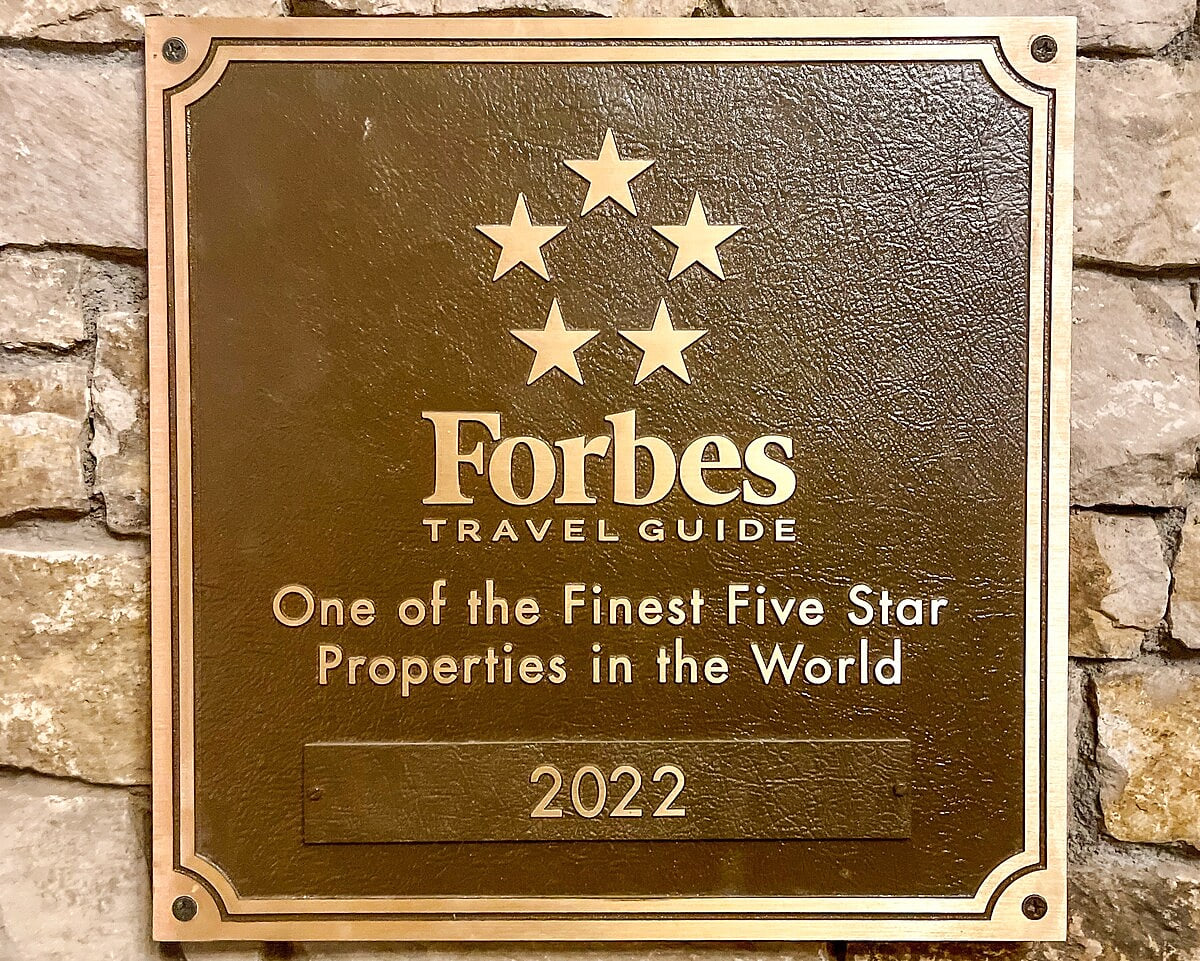 Forbes
TRAVEL GUIDE
One of the Finest Five Star
Properties in the World
2022